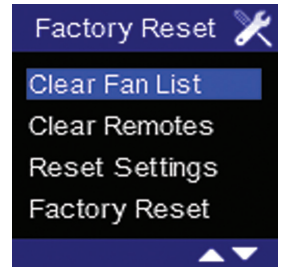 Factory Reset
Clear Fan List
Clear Remotes
Reset Settings
Factory Reset